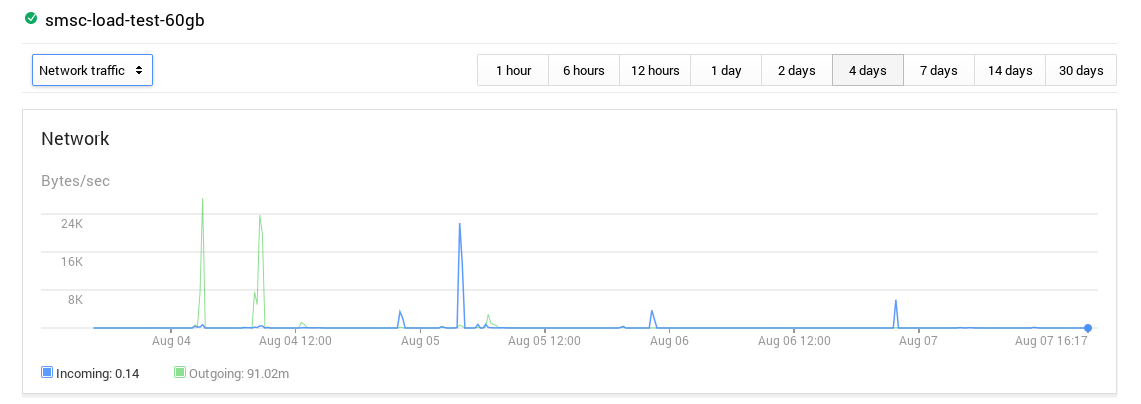 smsc-load-test-60gb
Network traffic 1 hour 6 hours 12 hours 1 day 2 days 4 days 7 days 14 days 30 days
Network
Bytes/sec
24K
16K
8K
Aug 04 Aug 04 12:00 Aug 05 Aug 05 12:00 Aug 06 Aug 06 12:00 Aug 07 Aug 07 16:17
Incoming: 0.14 Outgoing: 91.02m